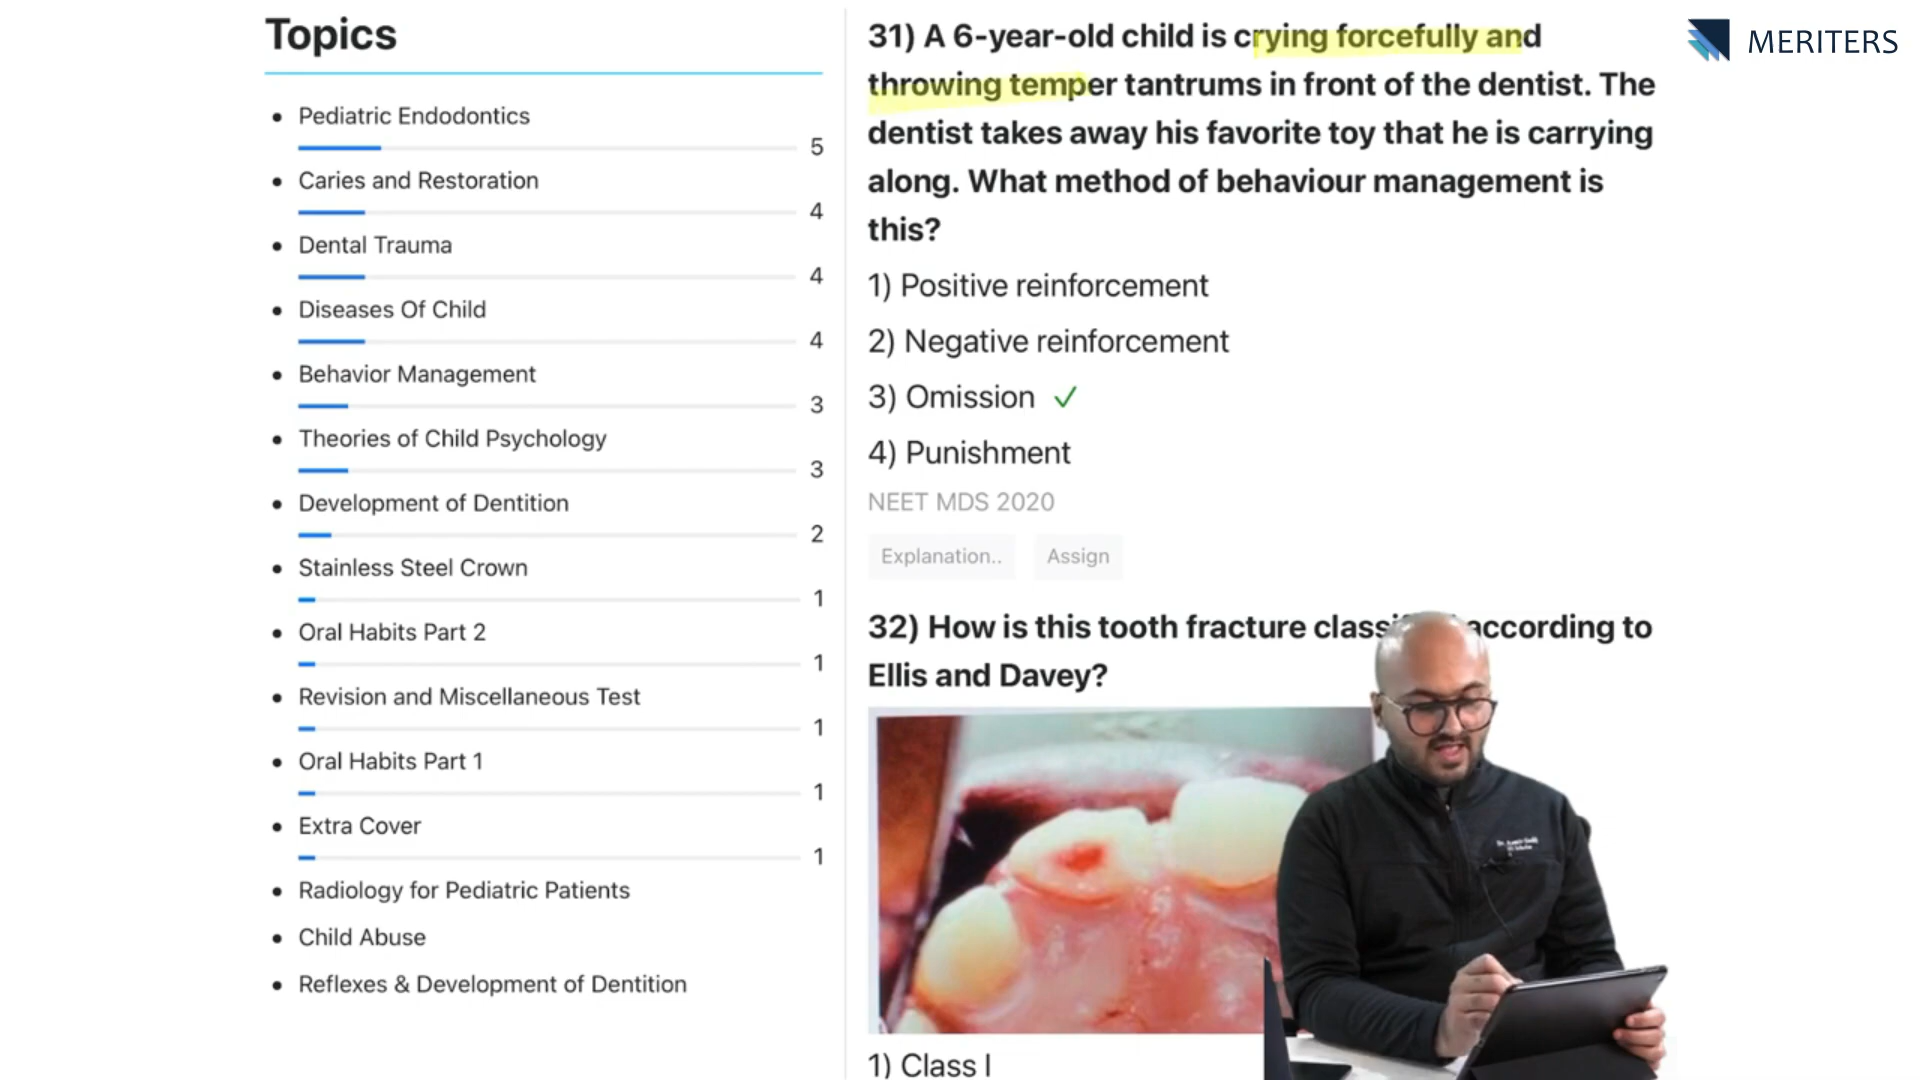 Topics
Pediatric Endodontics
5
Caries and Restoration
4
Dental Trauma
4
Diseases Of Child
4
Behavior Management
3
Theories of Child Psychology
3
Development of Dentition
2
Stainless Steel Crown
1
Oral Habits Part 2
1
Revision and Miscellaneous Test
1
Oral Habits Part 1
1
Extra Cover
1
Radiology for Pediatric Patients
Child Abuse
Reflexes & Development of Dentition
31) A 6-year-old child is crying forcefully and
throwing temper tantrums in front of the dentist. The
dentist takes away his favorite toy that he is carrying
along. What method of behaviour management is
this?
1) Positive reinforcement
2) Negative reinforcement
3) Omission ✓
4) Punishment
NEET MDS 2020
Explanation.. Assign
32) How is this tooth fracture according to
Ellis and Davey?
1) Class I
MERITERS